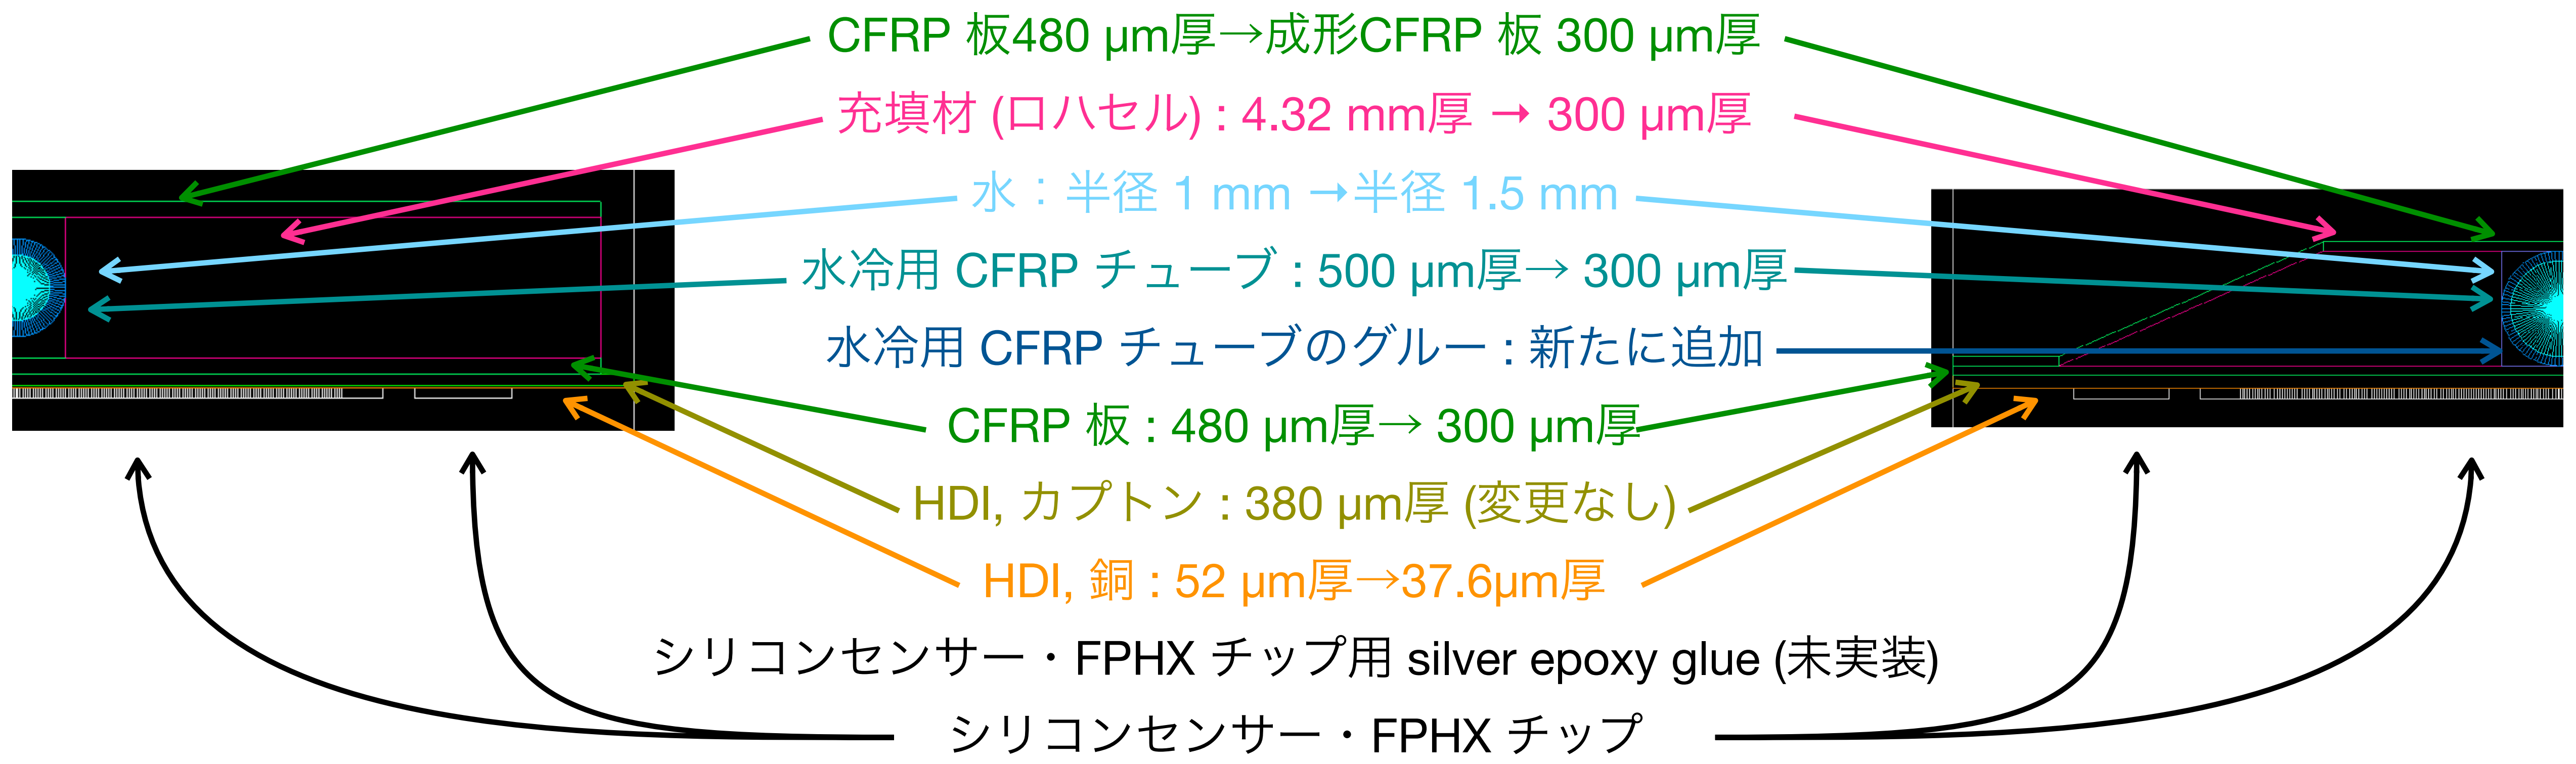 CFRP 板480 µm厚→成形CFRP 板 300 µm厚
充填材 (ロハセル) : 4.32 mm厚 → 300 µm厚
水：半径 1 mm →半径 1.5 mm
水冷用 CFRP チューブ : 500 µm厚→ 300 µm厚
水冷用 CFRP チューブのグルー : 新たに追加
CFRP 板 : 480 µm厚→ 300 µm厚
HDI, カプトン : 380 µm厚 (変更なし)
HDI, 銅 : 52 µm厚→37.6µm厚
シリコンセンサー・FPHX チップ用 silver epoxy glue (未実装)
シリコンセンサー・FPHX チップ